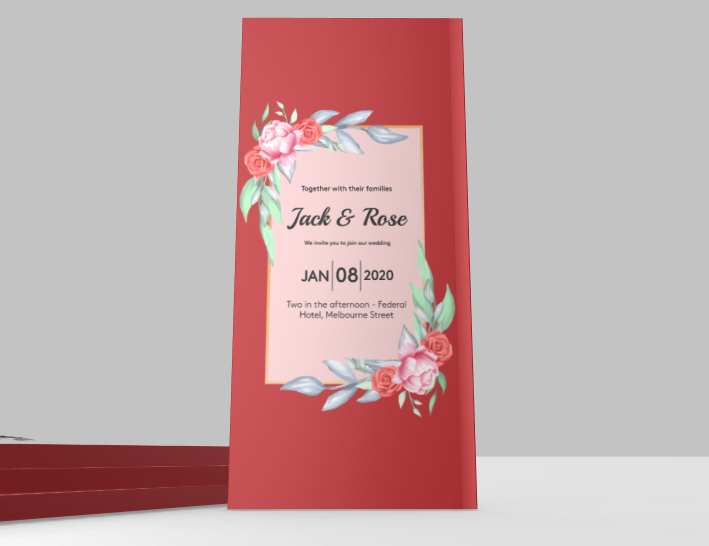 Together with their families
Jack & Rose
We invite you to join our wedding
JAN 08 2020
Two in the afternoon - Federal
Hotel, Melbourne Street